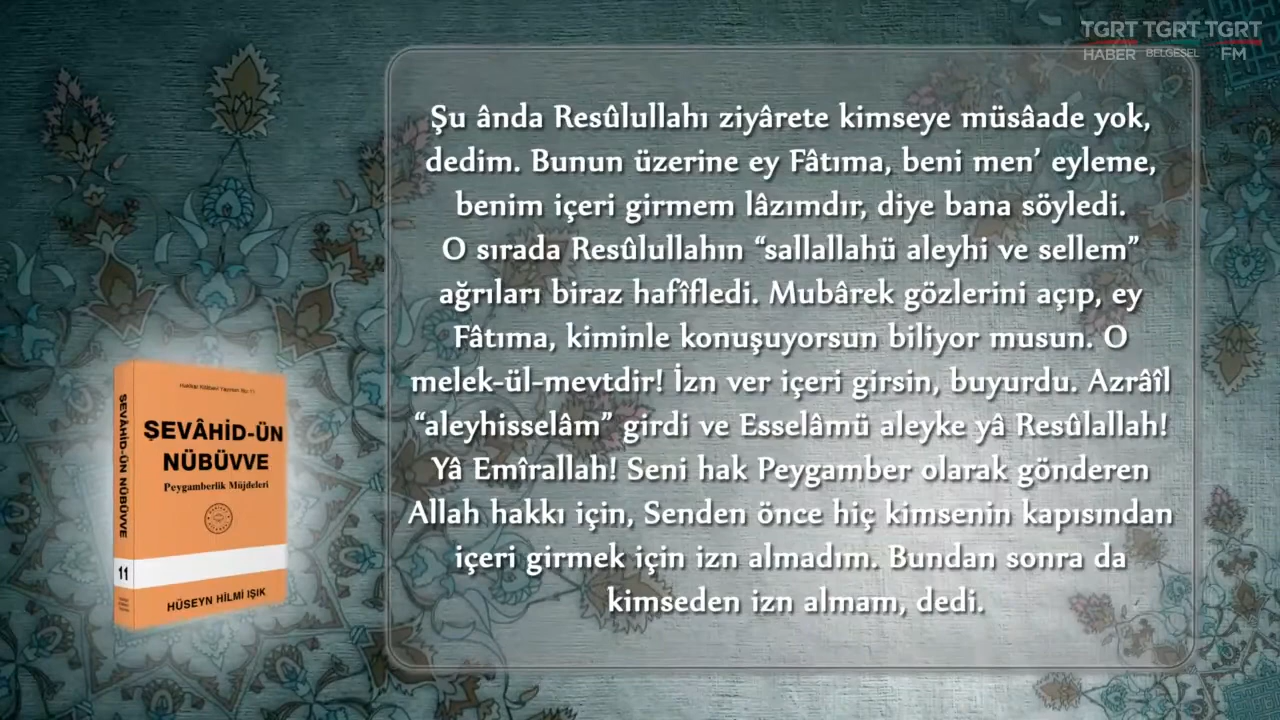 TGRT TGRT TGRT
HABER BELGESEL FM
Şu ânda Resûlullahı ziyârete kimseye müsâade yok,
dedim. Bunun üzerine ey Fâtıma, beni men’ eyleme,
benim içeri girmem lâzımdır, diye bana söyledi.
O sırada Resûlullahın “sallallahü aleyhi ve sellem”
ağrıları biraz hafîfledi. Mubârek gözlerini açıp, ey
Fâtıma, kiminle konuşuyorsun biliyor musun. O
melek-ül-mevtdir! İzn ver içeri girsin, buyurdu. Azrâîl
“aleyhisselâm” girdi ve Esselâmü aleyke yâ Resûlallah!
Yâ Emîrallah! Seni hak Peygamber olarak gönderen
Allah hakkı için, Senden önce hiç kimsenin kapısından
içeri girmek için izn almadım. Bundan sonra da
kimseden izn almam, dedi.
Hakîkat Kitâbevi Yayınları No: 11
ŞEVÂHİD-ÜN
NÜBÜVVE
Peygamberlik Müjdeleri
HÜSEYN HİLMİ IŞIK
ŞEVÂHİD-ÜN NÜBÜVVE
11